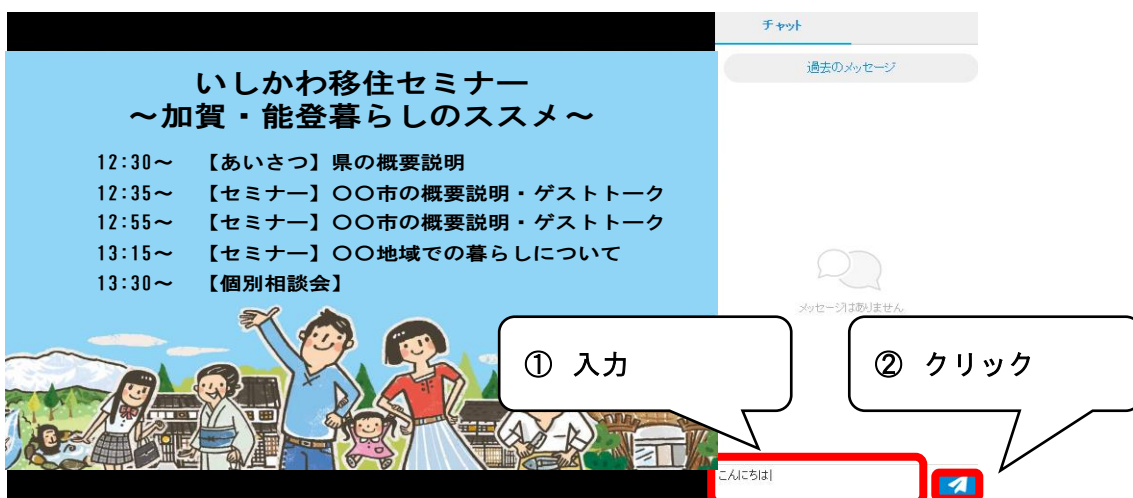 いしかわ移住セミナー
～加賀・能登暮らしのススメ～
12:30～ 【あいさつ】県の概要説明
12:35～ 【セミナー】〇〇市の概要説明・ゲストトーク
12:55～ 【セミナー】〇〇市の概要説明・ゲストトーク
13:15～ 【セミナー】〇〇地域での暮らしについて
13:30～ 【個別相談会】
チャット
過去のメッセージ
メッセージはありません
① 入力
② クリック
こんにちは